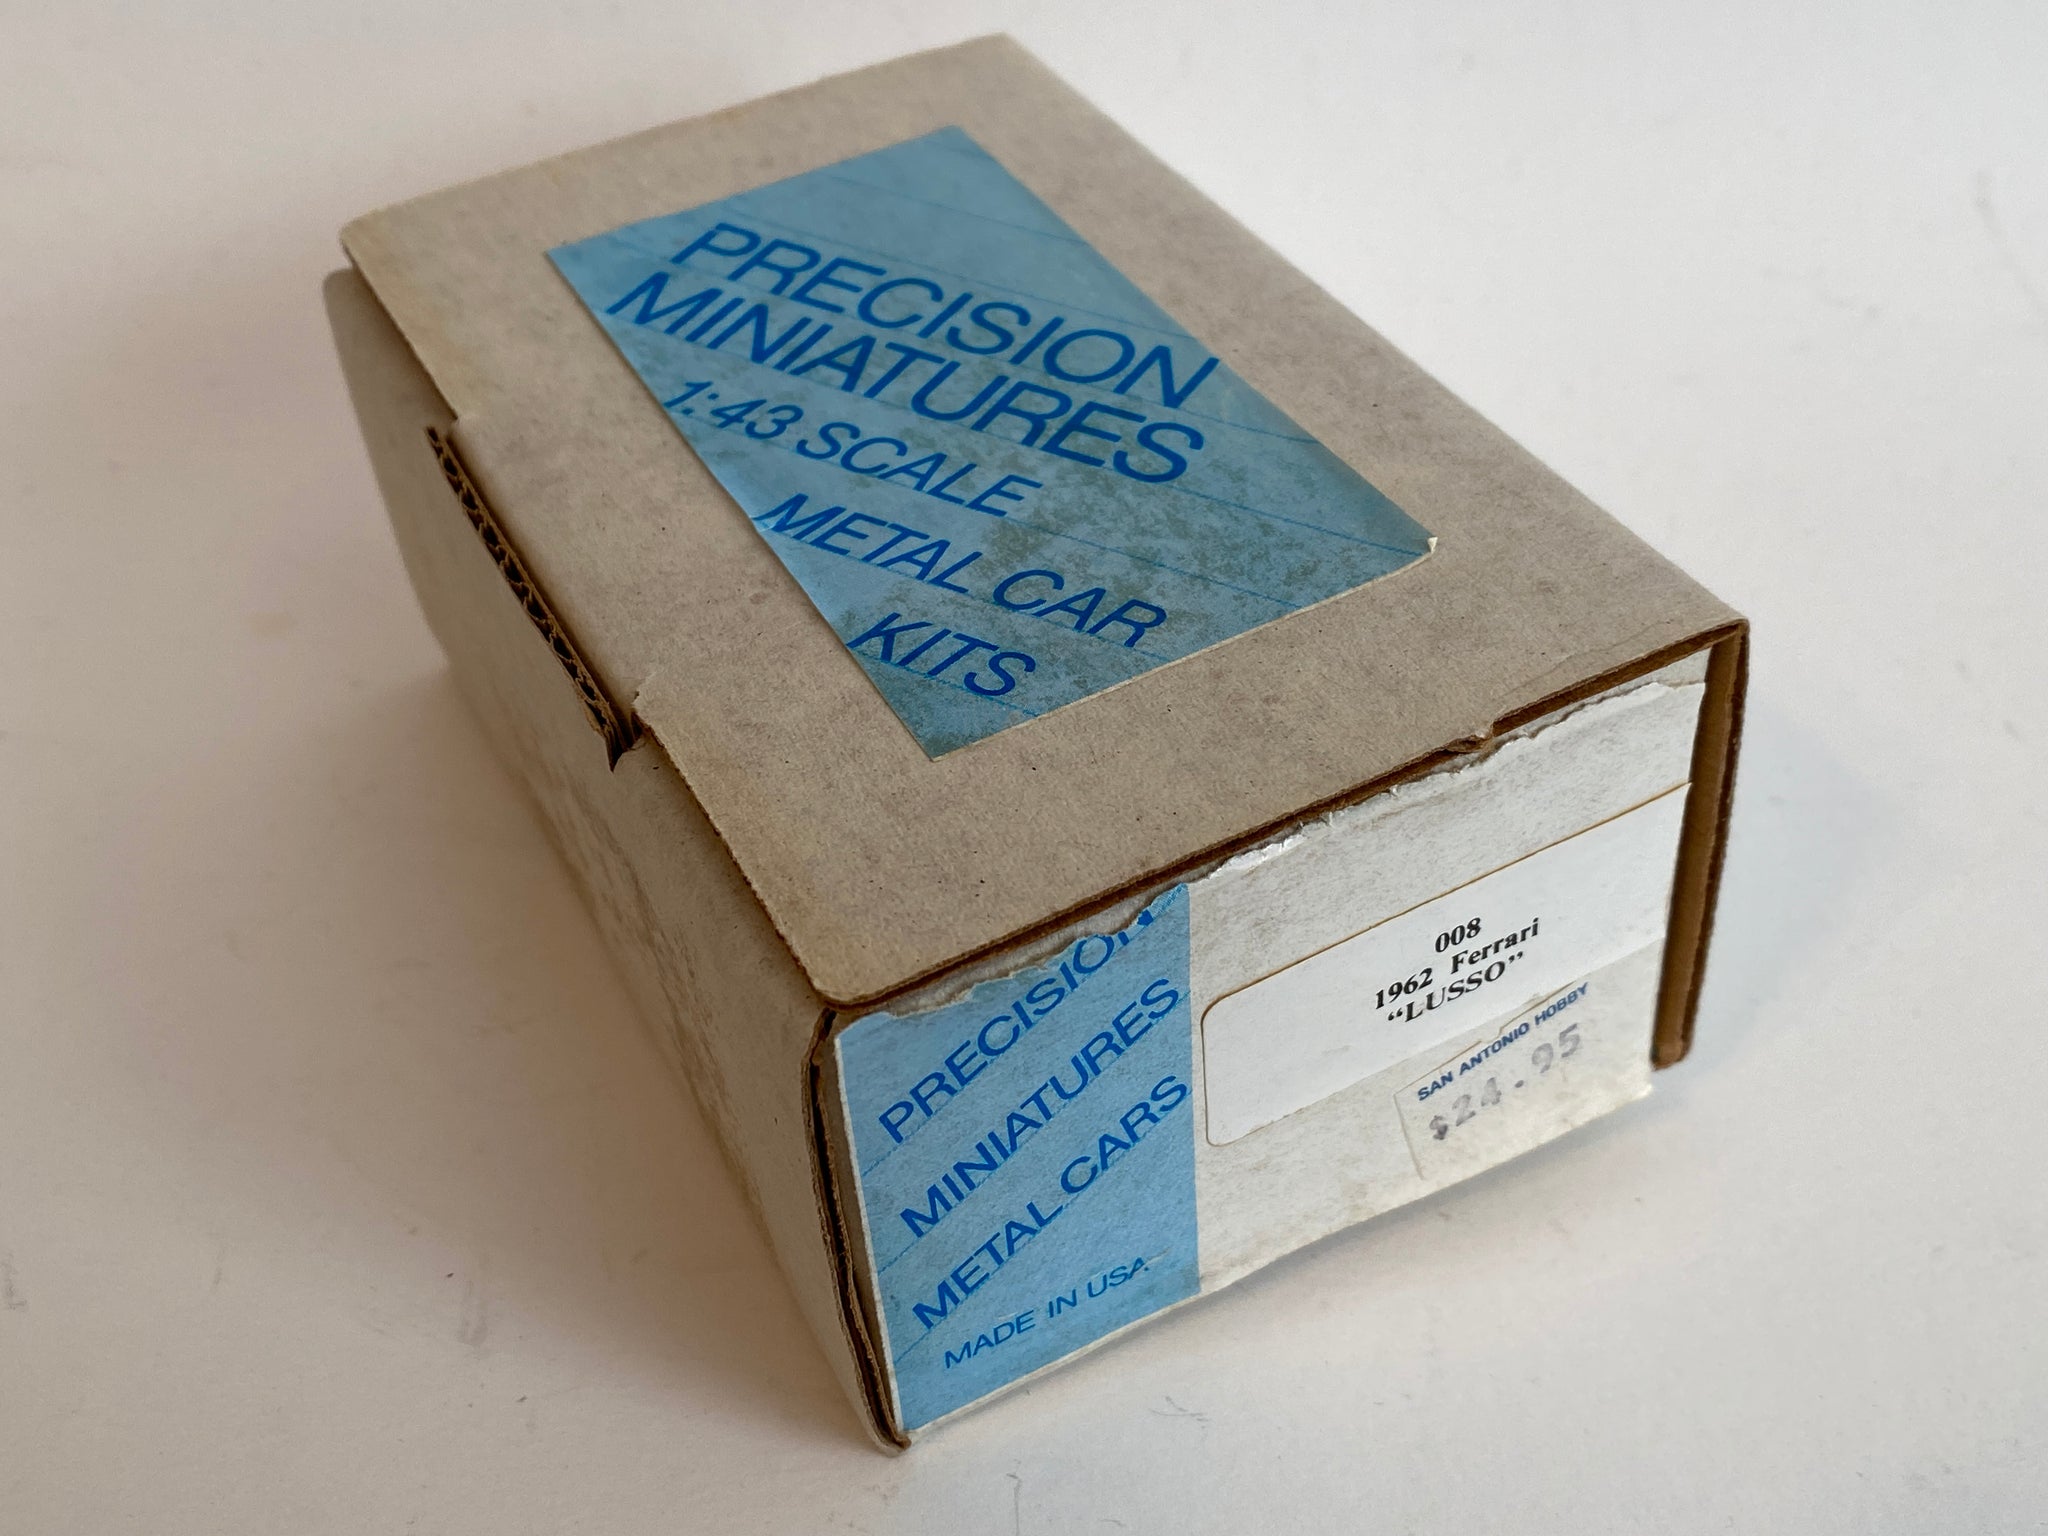 PRECISION
MINIATURES
1:43 SCALE
METAL CAR
KITS
PRECISION
MINIATURES
METAL CARS
MADE IN USA
008
1962 Ferrari
“LUSSO”
SAN ANTONIO HOBBY
$24.95